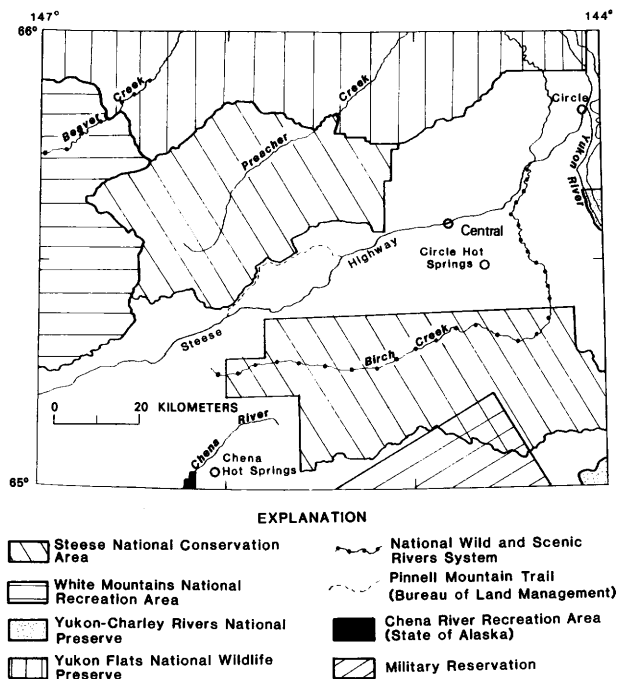 147°
144°
66°
Beaver Creek
Preacher Creek
Circle
Yukon River
Central
Steese Highway
Circle Hot
Springs
Birch Creek
0 20 KILOMETERS
Chena River
Chena
Hot Springs
65°
EXPLANATION
Steese National Conservation
Area
White Mountains National
Recreation Area
Yukon-Charley Rivers National
Preserve
Yukon Flats National Wildlife
Preserve
National Wild and Scenic
Rivers System
Pinnell Mountain Trail
(Bureau of Land Management)
Chena River Recreation Area
(State of Alaska)
Military Reservation